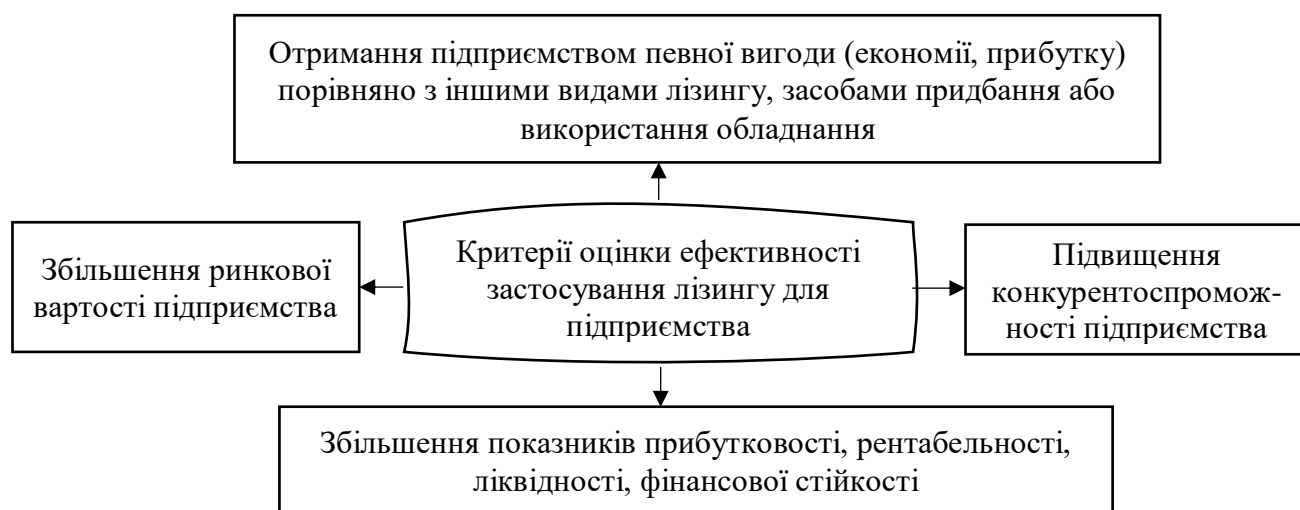 Отримання підприємством певної вигоди (економії, прибутку)
порівняно з іншими видами лізингу, засобами придбання або
використання обладнання
Збільшення ринкової
вартості підприємства
Критерії оцінки ефективності
застосування лізингу для
підприємства
Підвищення
конкурентоспромож-
ності підприємства
Збільшення показників прибутковості, рентабельності,
ліквідності, фінансової стійкості